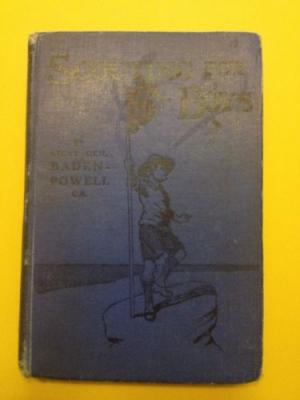 SCOUTING FOR
BOYS
BY
LIEUT. GEN.
BADEN-
POWELL
C.B.